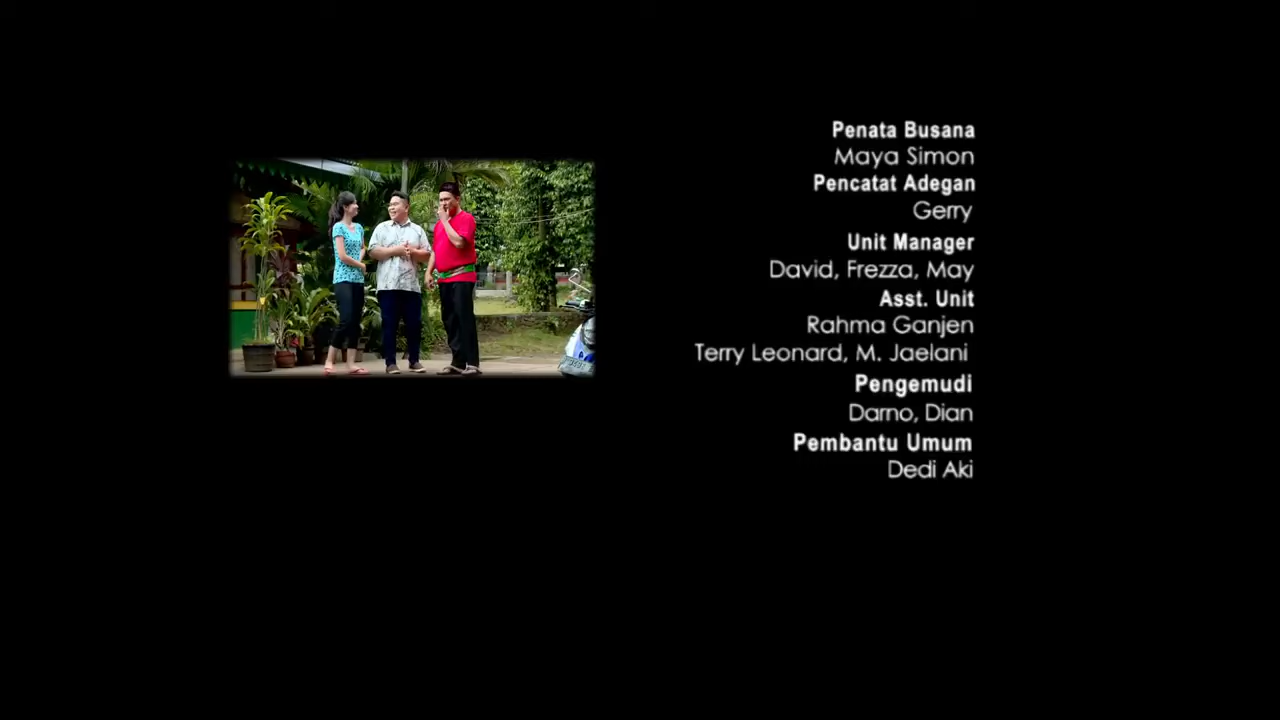 Penata Busana
Maya Simon
Pencatat Adegan
Gerry
Unit Manager
David, Frezza, May
Asst. Unit
Rahma Ganjen
Terry Leonard, M. Jaelani
Pengemudi
Darno, Dian
Pembantu Umum
Dedi Aki